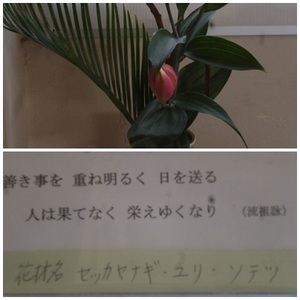 善き事を 重ね明るく 日を送る
人は果てなく 栄えゆくなり （流祖詠）
花材名 セッカヤナギ・ユリ・ソテツ